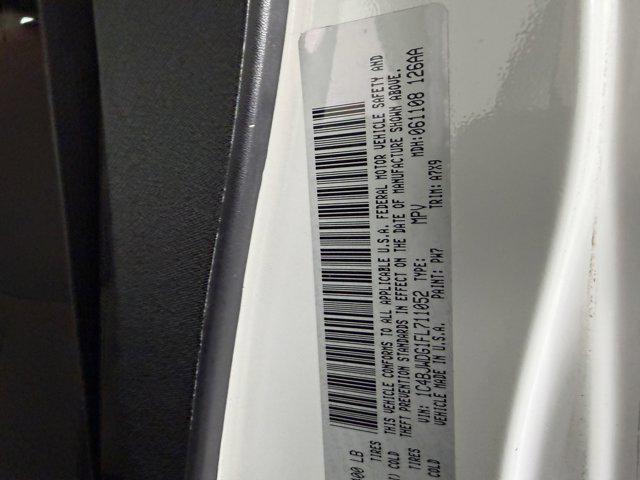 00 LB
TIRES
COLD
THIS VEHICLE CONFORMS TO ALL APPLICABLE U.S.A. FEDERAL MOTOR VEHICLE SAFETY AND
THEFT PREVENTION STANDARDS IN EFFECT ON THE DATE OF MANUFACTURE SHOWN ABOVE.
TIRES
COLD
VIN: 1C4BJWDG1FL711052 TYPE: MPV MDH: 061108 126AA
VEHICLE MADE IN U.S.A. PAINT: PW7 TRIM: A7X9